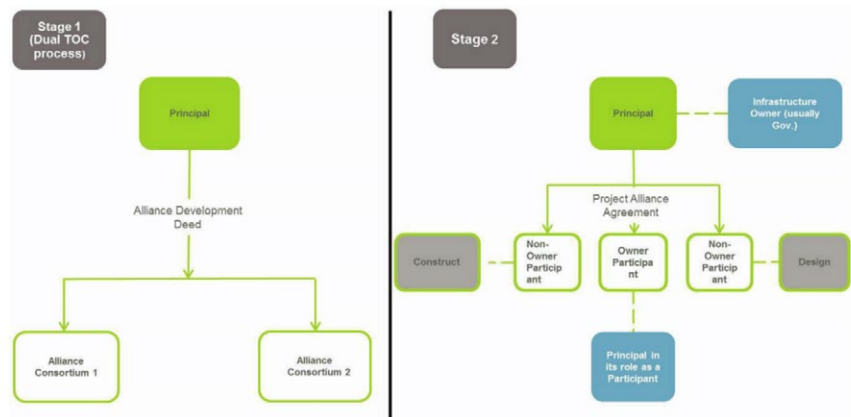 Stage 1
(Dual TOC
process)
Principal
Alliance Development
Deed
Alliance
Consortium 1
Alliance
Consortium 2
Stage 2
Principal
Infrastructure
Owner (usually
Gov.)
Project Alliance
Agreement
Construct
Non-
Owner
Particip
ant
Owner
Participa
nt
Non-
Owner
Particip
ant
Design
Principal in
its role as a
Participant